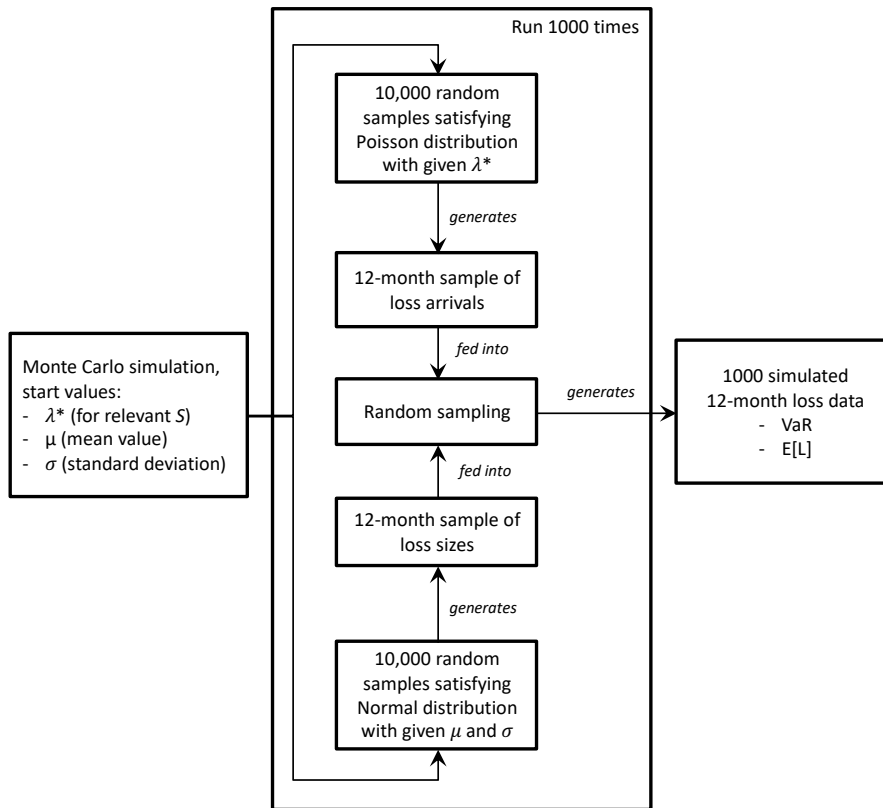 Run 1000 times
10,000 random
samples satisfying
Poisson distribution
with given λ*
generates
12-month sample of
loss arrivals
fed into
Monte Carlo simulation,
start values:
- λ* (for relevant S)
- μ (mean value)
- σ (standard deviation)
Random sampling
generates
1000 simulated
12-month loss data
- VaR
- E[L]
fed into
12-month sample of
loss sizes
generates
10,000 random
samples satisfying
Normal distribution
with given μ and σ